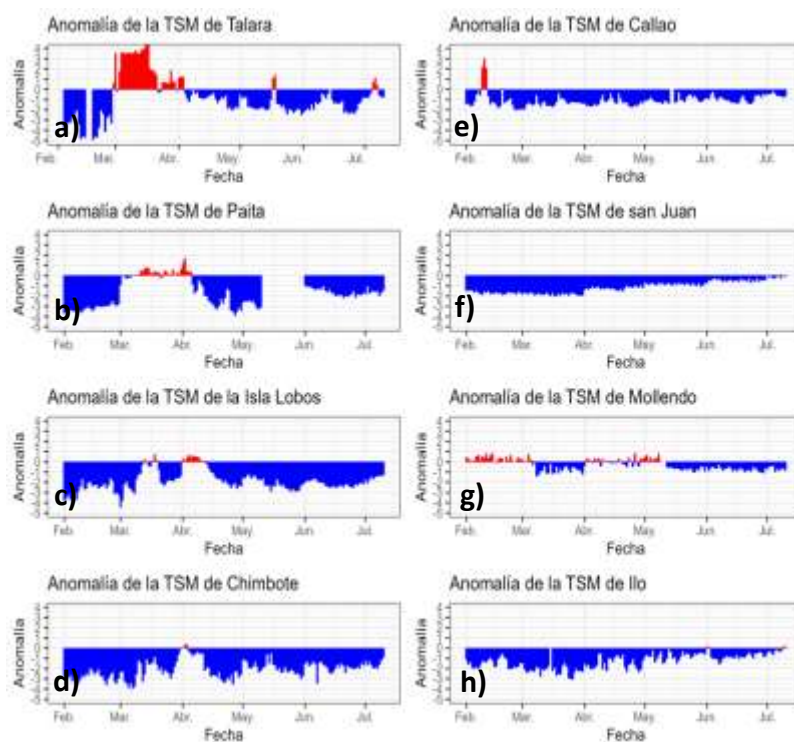 Anomalía de la TSM de Talara
Anomalía
a)
Feb. Mar. Abr. May. Jun. Jul.
Fecha
Anomalía de la TSM de Paita
Anomalía
b)
Feb. Mar. Abr. May. Jun. Jul.
Fecha
Anomalía de la TSM de la Isla Lobos
Anomalía
c)
Feb. Mar. Abr. May. Jun. Jul.
Fecha
Anomalía de la TSM de Chimbote
Anomalía
d)
Feb. Mar. Abr. May. Jun. Jul.
Fecha
Anomalía de la TSM de Callao
Anomalía
e)
Feb. Mar. Abr. May. Jun. Jul.
Fecha
Anomalía de la TSM de san Juan
Anomalía
f)
Feb. Mar. Abr. May. Jun. Jul.
Fecha
Anomalía de la TSM de Mollendo
Anomalía
g)
Feb. Mar. Abr. May. Jun. Jul.
Fecha
Anomalía de la TSM de Ilo
Anomalía
h)
Feb. Mar. Abr. May. Jun. Jul.
Fecha